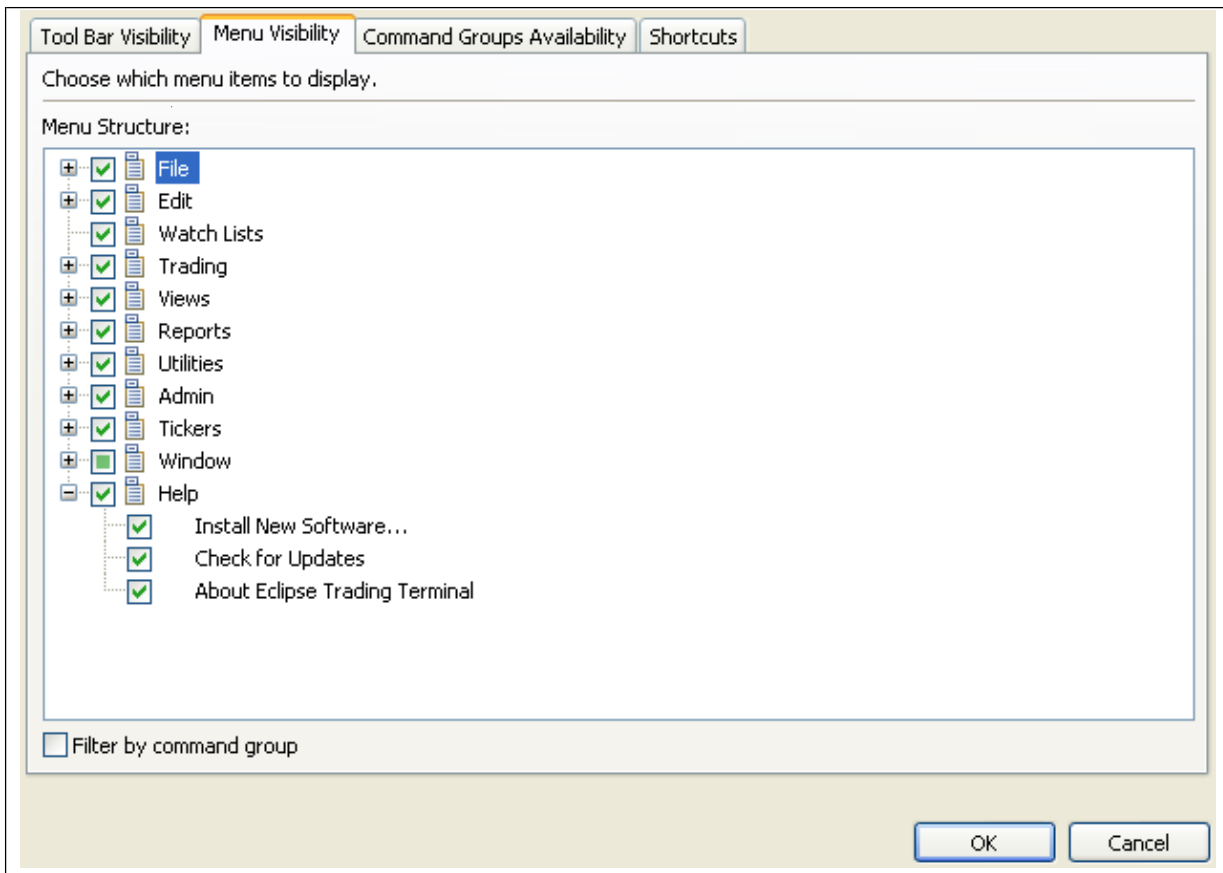 Tool Bar Visibility Menu Visibility Command Groups Availability Shortcuts
Choose which menu items to display.
Menu Structure:
File
Edit
Watch Lists
Trading
Views
Reports
Utilities
Admin
Tickers
Window
Help
Install New Software...
Check for Updates
About Eclipse Trading Terminal
Filter by command group
OK Cancel